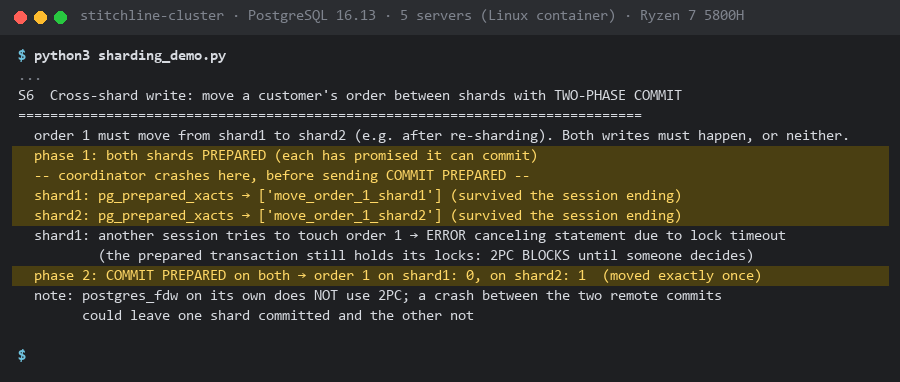 stitchline-cluster · PostgreSQL 16.13 · 5 servers (Linux container) · Ryzen 7 5800H
$ python3 sharding_demo.py
...
S6  Cross-shard write: move a customer's order between shards with TWO-PHASE COMMIT
==============================================================================
  order 1 must move from shard1 to shard2 (e.g. after re-sharding). Both writes must happen, or neither.
  phase 1: both shards PREPARED (each has promised it can commit)
  -- coordinator crashes here, before sending COMMIT PREPARED --
  shard1: pg_prepared_xacts → ['move_order_1_shard1'] (survived the session ending)
  shard2: pg_prepared_xacts → ['move_order_1_shard2'] (survived the session ending)
  shard1: another session tries to touch order 1 → ERROR canceling statement due to lock timeout
          (the prepared transaction still holds its locks: 2PC BLOCKS until someone decides)
  phase 2: COMMIT PREPARED on both → order 1 on shard1: 0, on shard2: 1  (moved exactly once)
  note: postgres_fdw on its own does NOT use 2PC; a crash between the two remote commits
        could leave one shard committed and the other not
$